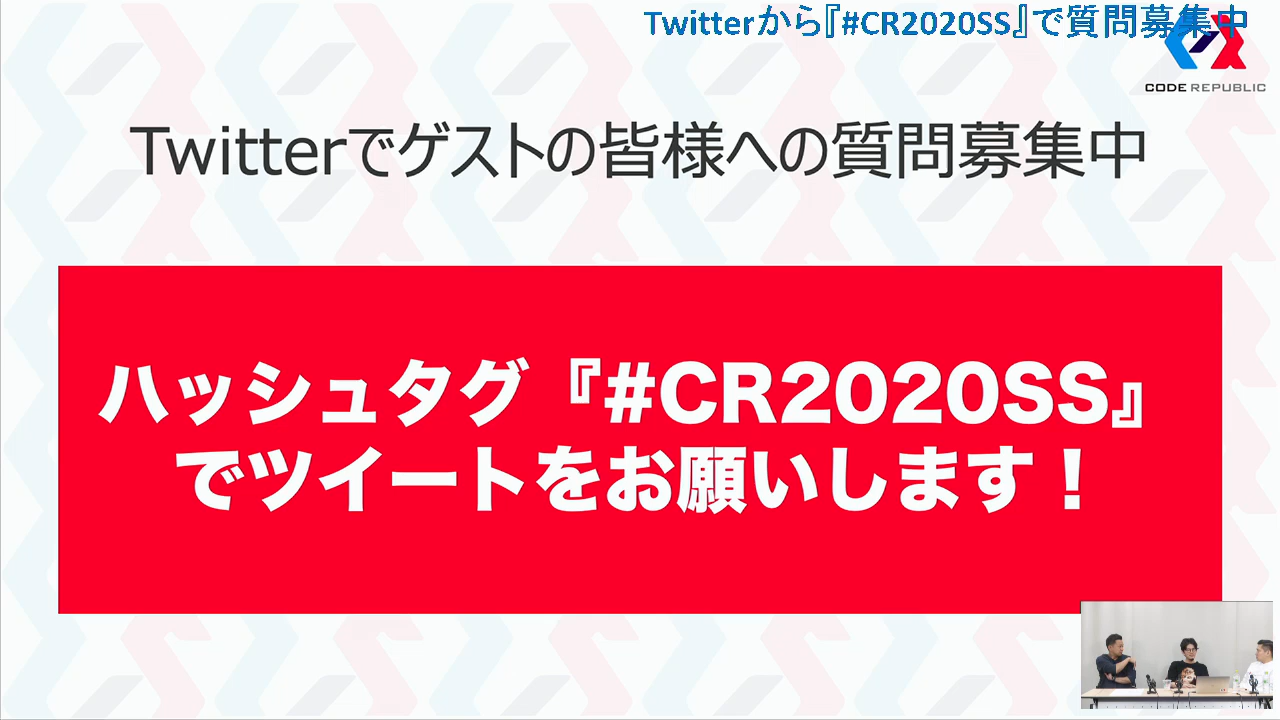 Twitterから『#CR2020SS』で質問募集中
CODE REPUBLIC
Twitterでゲストの皆様への質問募集中
ハッシュタグ『#CR2020SS』
でツイートをお願いします！